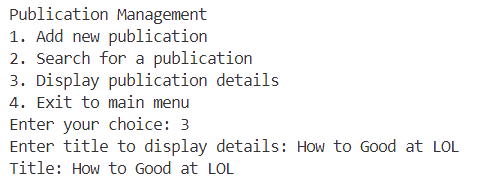 Publication Management
1. Add new publication
2. Search for a publication
3. Display publication details
4. Exit to main menu
Enter your choice: 3
Enter title to display details: How to Good at LOL
Title: How to Good at LOL